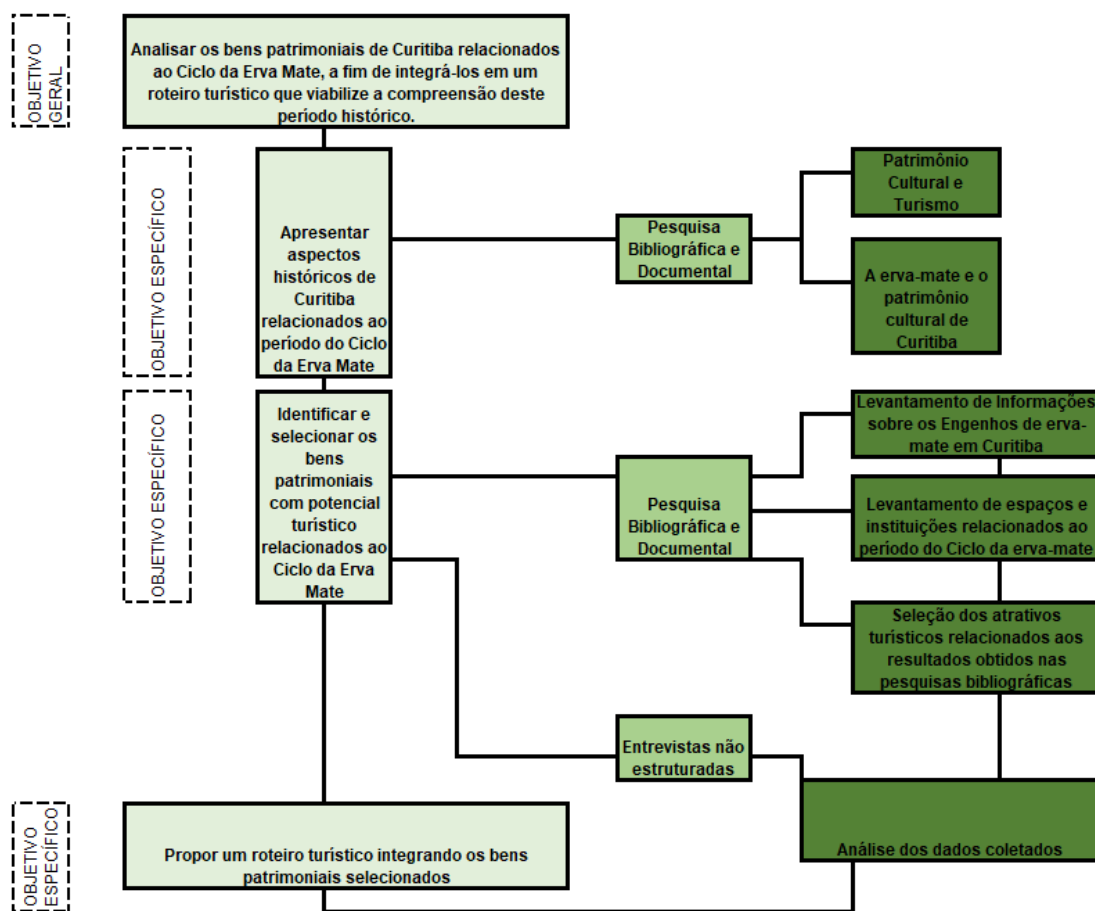 OBJETIVO
GERAL
Analisar os bens patrimoniais de Curitiba relacionados
ao Ciclo da Erva Mate, a fim de integrá-los em um
roteiro turístico que viabilize a compreensão deste
período histórico.
OBJETIVO ESPECÍFICO
Apresentar
aspectos
históricos de
Curitiba
relacionados ao
período do Ciclo
da Erva Mate
Pesquisa
Bibliográfica e
Documental
Patrimônio
Cultural e
Turismo
A erva-mate e o
patrimônio
cultural de
Curitiba
OBJETIVO ESPECÍFICO
Identificar e
selecionar os
bens
patrimoniais
com potencial
turístico
relacionados ao
Ciclo da Erva
Mate
Pesquisa
Bibliográfica e
Documental
Levantamento de Informações
sobre os Engenhos de erva-
mate em Curitiba
Levantamento de espaços e
instituições relacionados ao
período do Ciclo da erva-mate
Seleção dos atrativos
turísticos relacionados aos
resultados obtidos nas
pesquisas bibliográficas
Entrevistas não
estruturadas
Análise dos dados coletados
OBJETIVO
ESPECÍFICO
Propor um roteiro turístico integrando os bens
patrimoniais selecionados